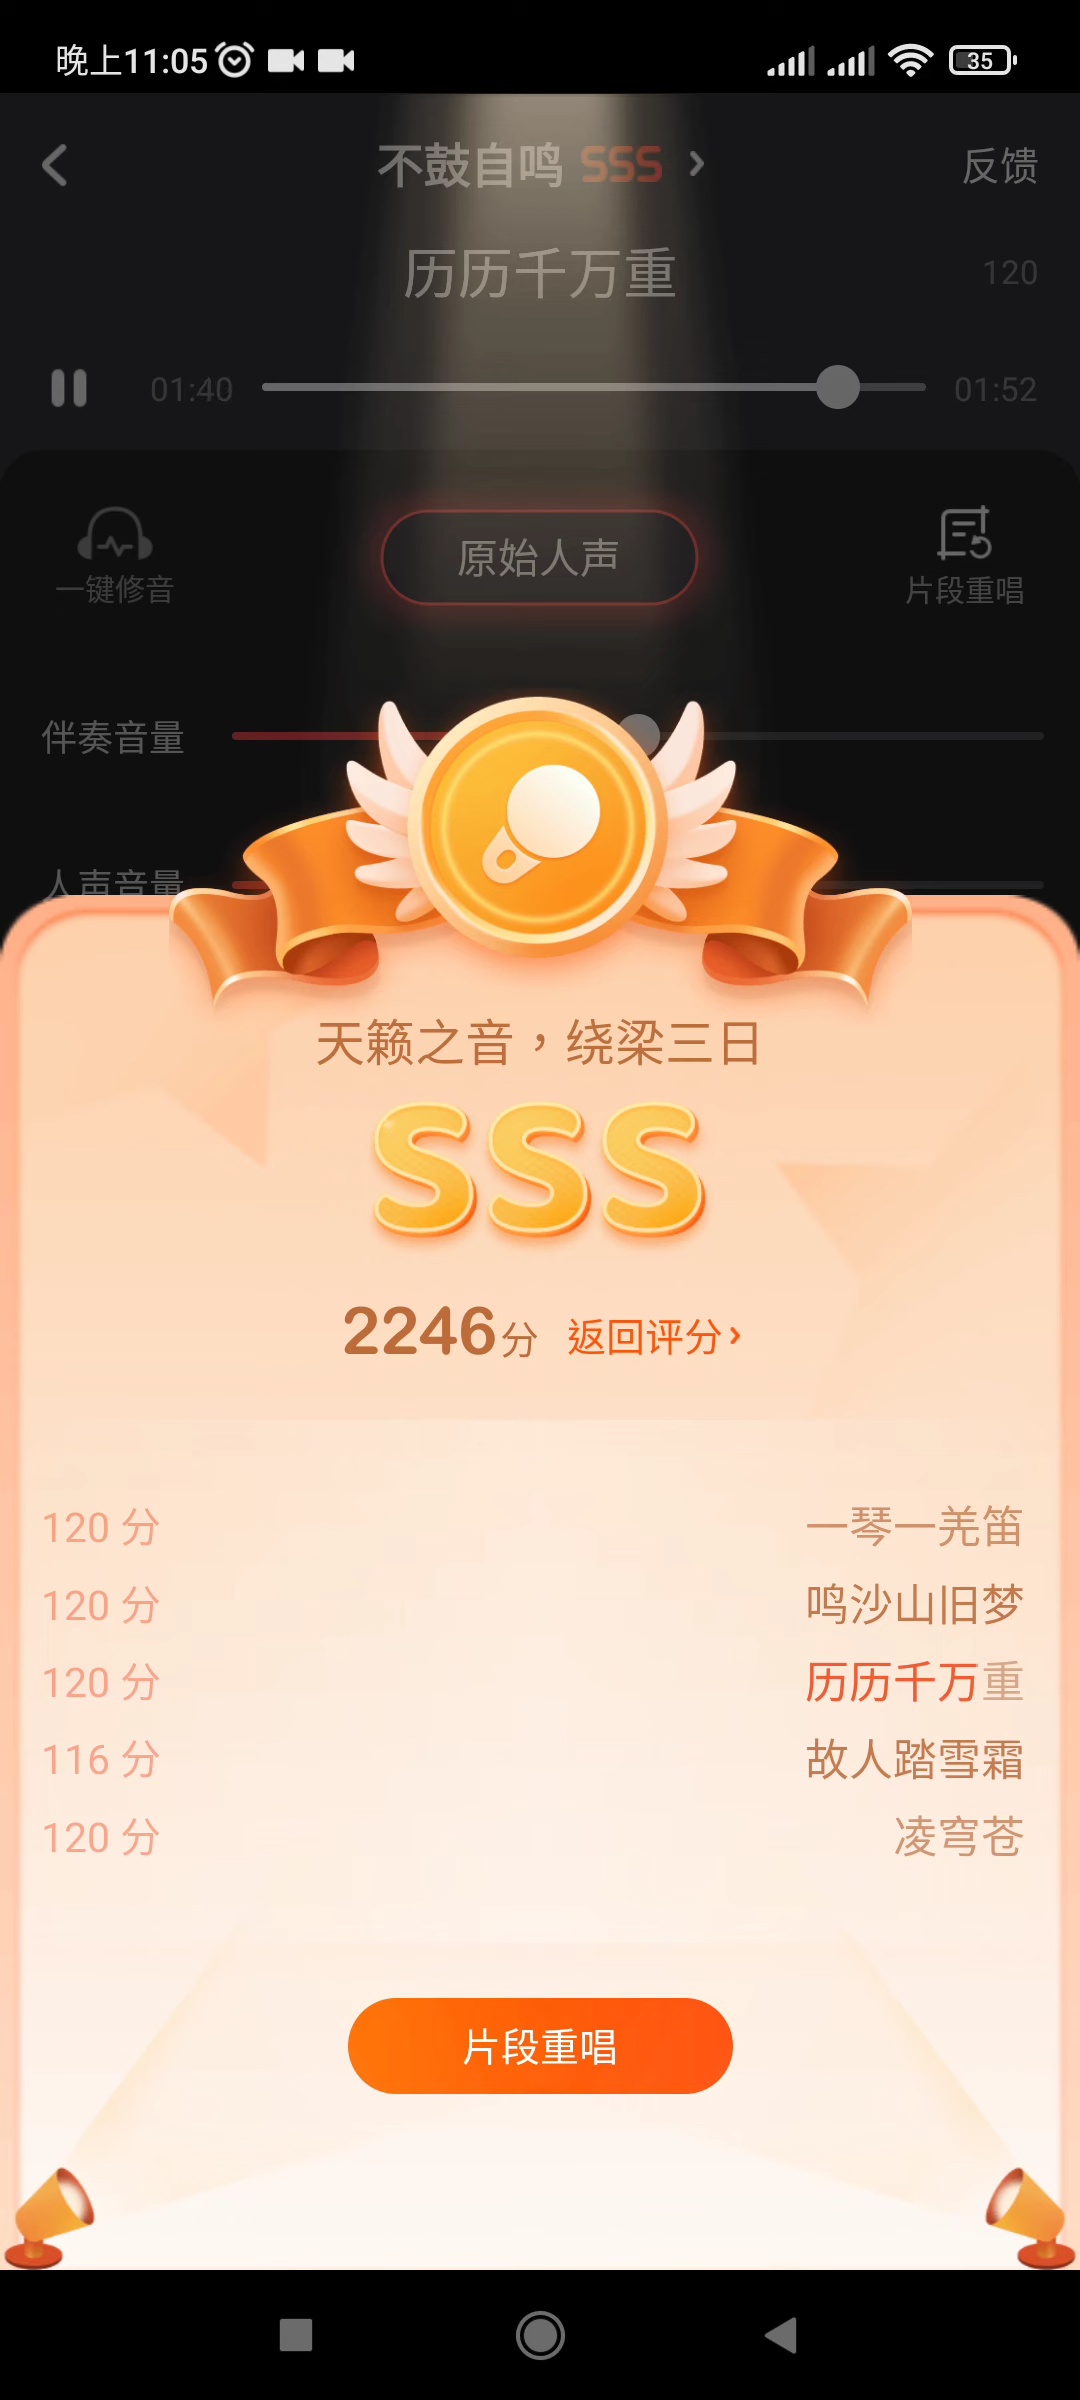 晚上11:05 35
不鼓自鸣 SSS 反馈
历历千万重 120
01:40 01:52
原始人声
一键修音 片段重唱
伴奏音量
人声音量
天籁之音，绕梁三日
SSS
2246分 返回评分
120 分 一琴一羌笛
120 分 鸣沙山旧梦
120 分 历历千万重
116 分 故人踏雪霜
120 分 凌穹苍
片段重唱